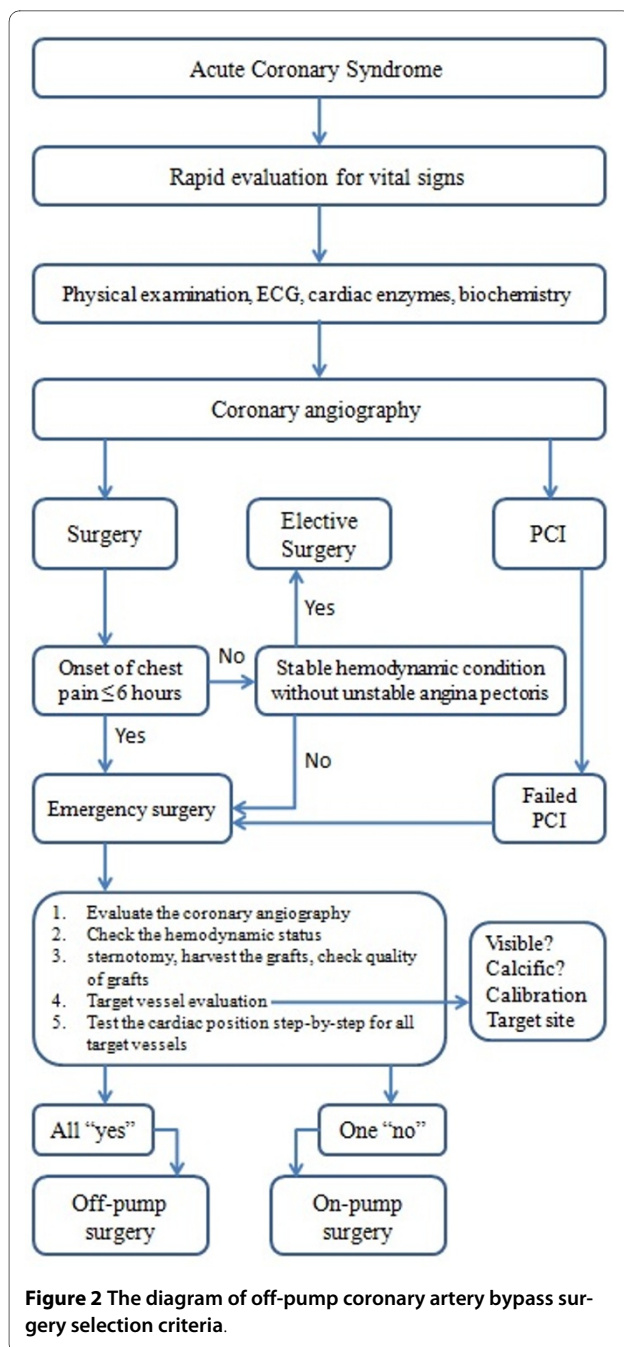 Acute Coronary Syndrome
Rapid evaluation for vital signs
Physical examination, ECG, cardiac enzymes, biochemistry
Coronary angiography
Surgery
Elective
Surgery
PCI
Yes
Onset of chest
pain ≤ 6 hours
No
Stable hemodynamic condition
without unstable angina pectoris
Yes
No
Emergency surgery
Failed
PCI
1. Evaluate the coronary angiography
2. Check the hemodynamic status
3. sternotomy, harvest the grafts, check quality
of grafts
4. Target vessel evaluation
5. Test the cardiac position step-by-step for all
target vessels
Visible?
Calcific?
Calibration
Target site
All “yes”
One “no”
Off-pump
surgery
On-pump
surgery
Figure 2 The diagram of off-pump coronary artery bypass sur-
gery selection criteria.